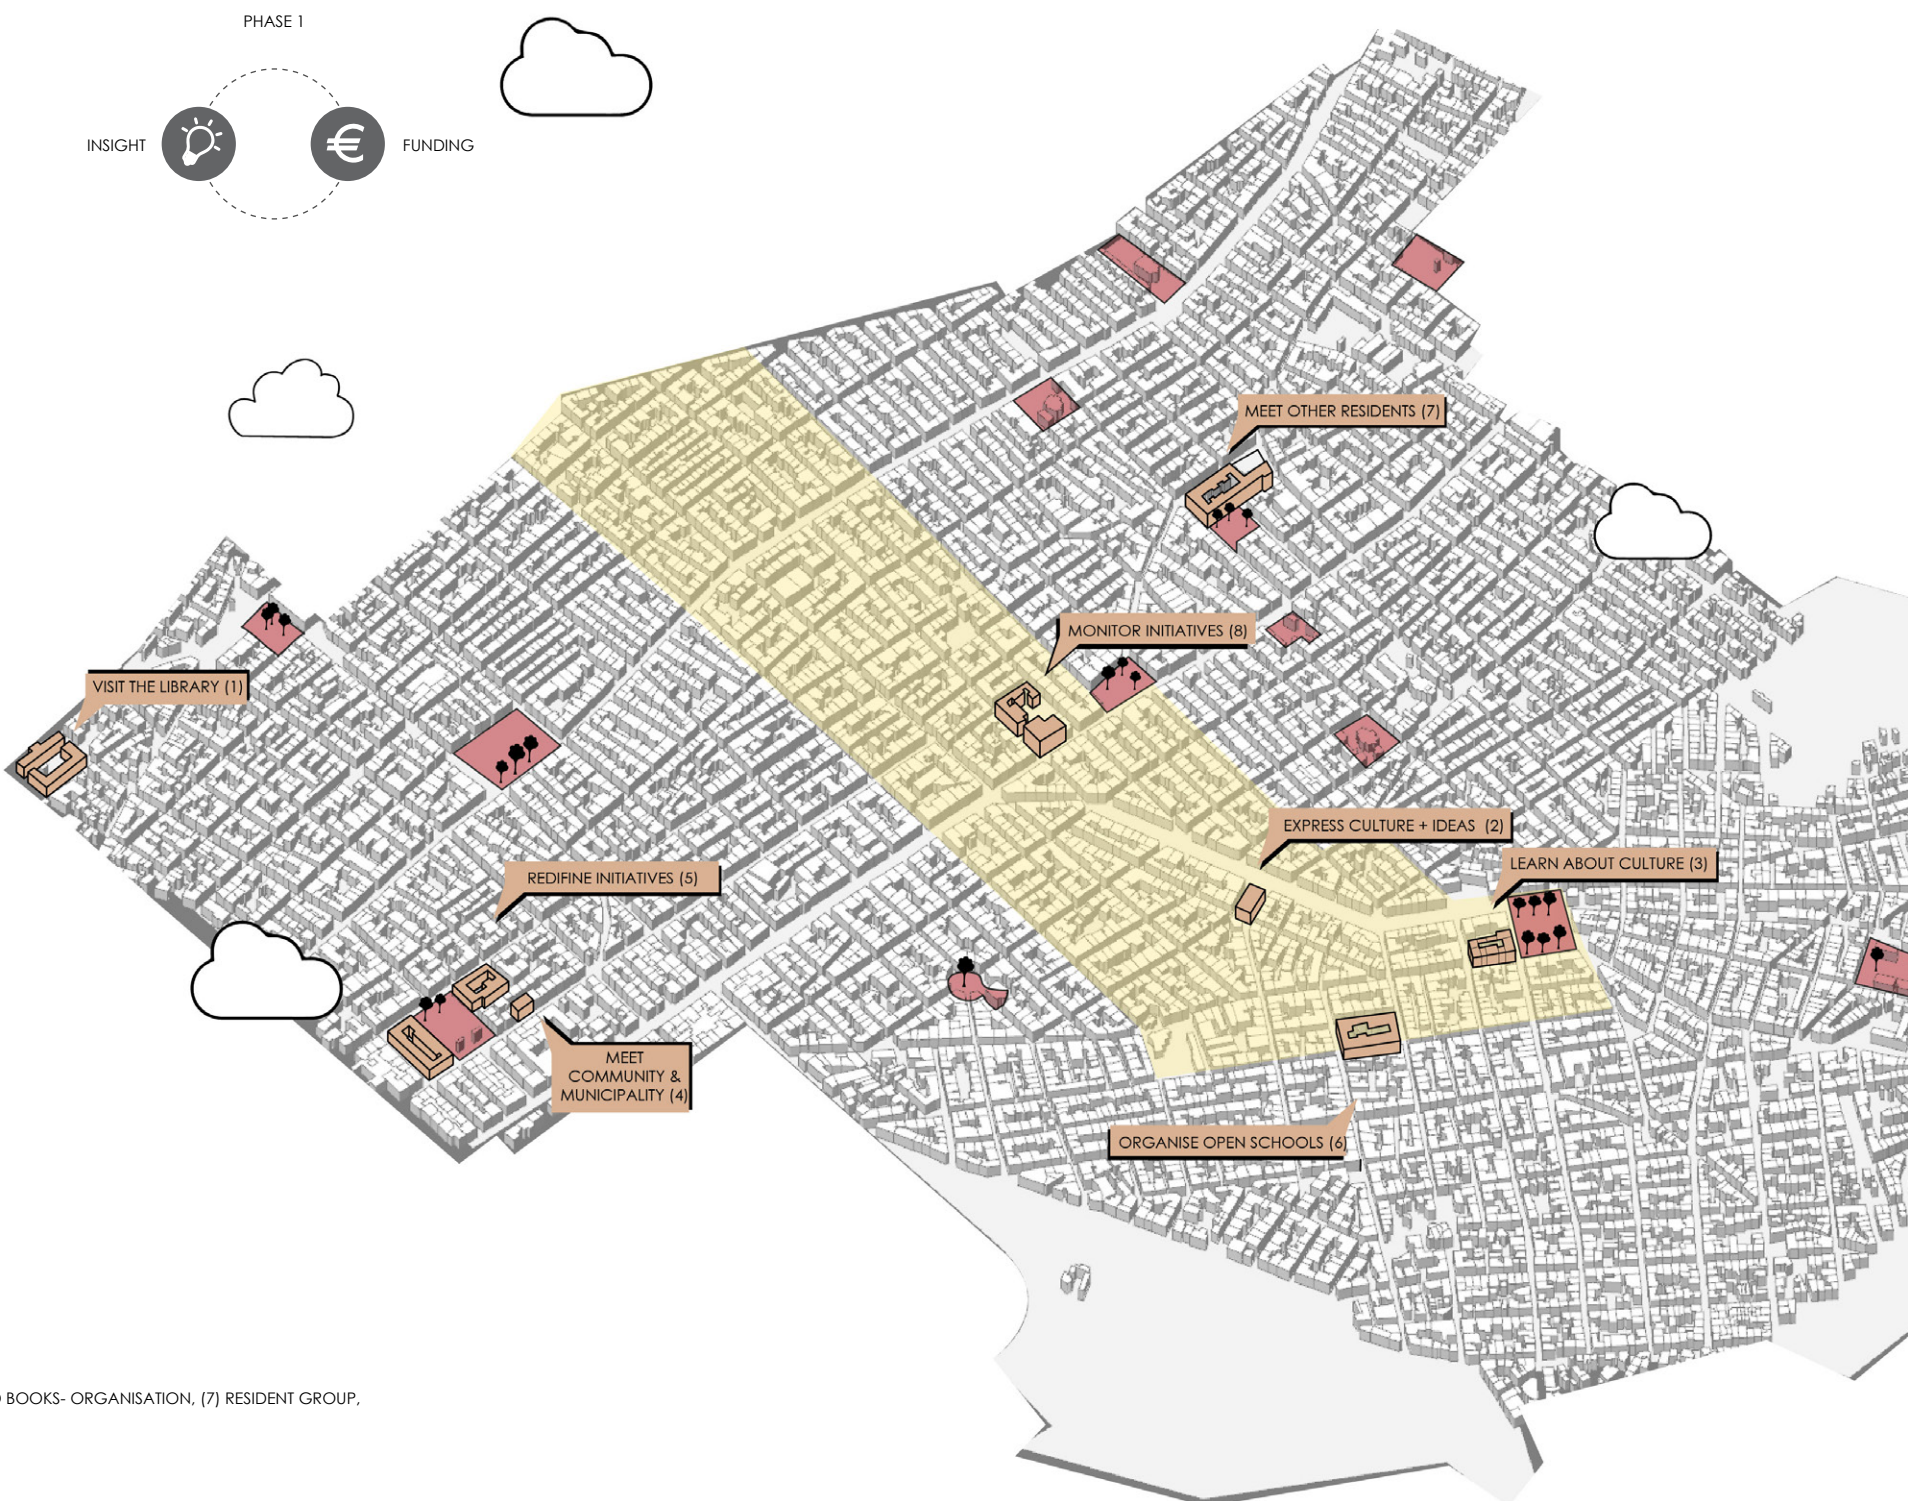 PHASE 1
INSIGHT
FUNDING
MEET OTHER RESIDENTS (7)
MONITOR INITIATIVES (8)
VISIT THE LIBRARY (1)
EXPRESS CULTURE + IDEAS (2)
LEARN ABOUT CULTURE (3)
REDIFINE INITIATIVES (5)
MEET
COMMUNITY &
MUNICIPALITY (4)
ORGANISE OPEN SCHOOLS (6)
BOOKS- ORGANISATION, (7) RESIDENT GROUP,